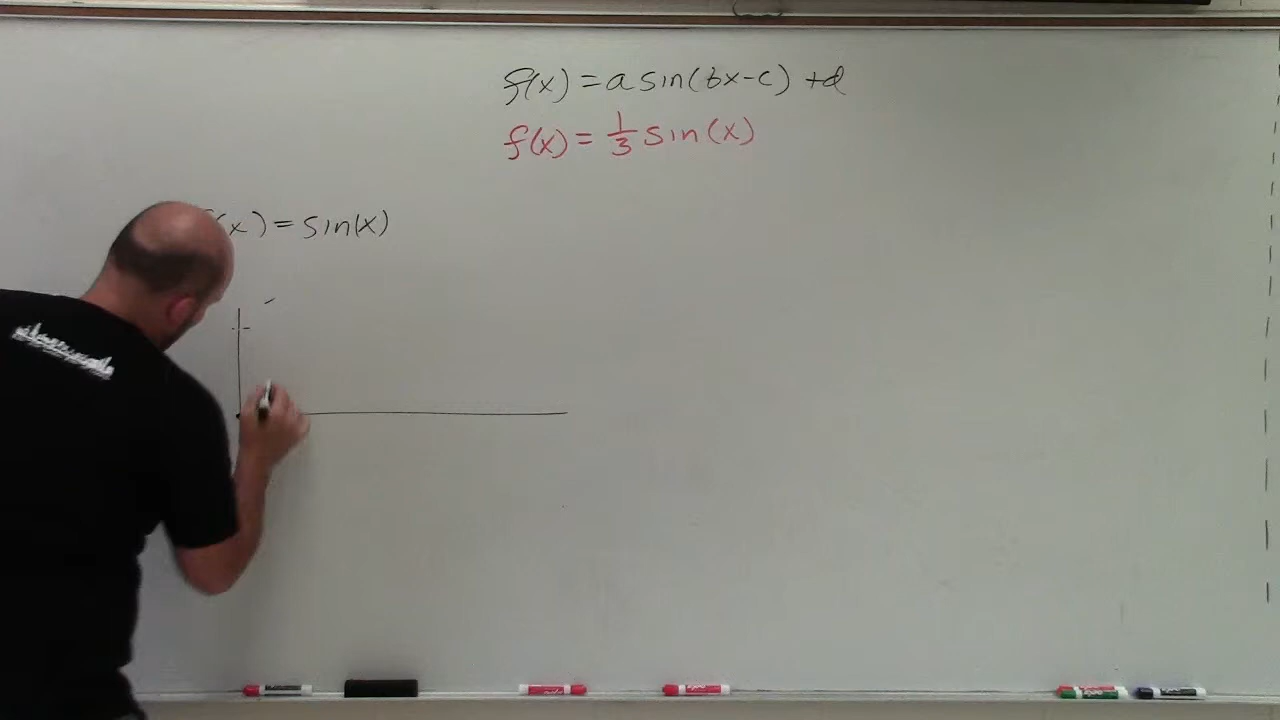 f(x) = a sin(bx-c) +d
f(x) = 1/3 sin(x)
(x) = sin(x)